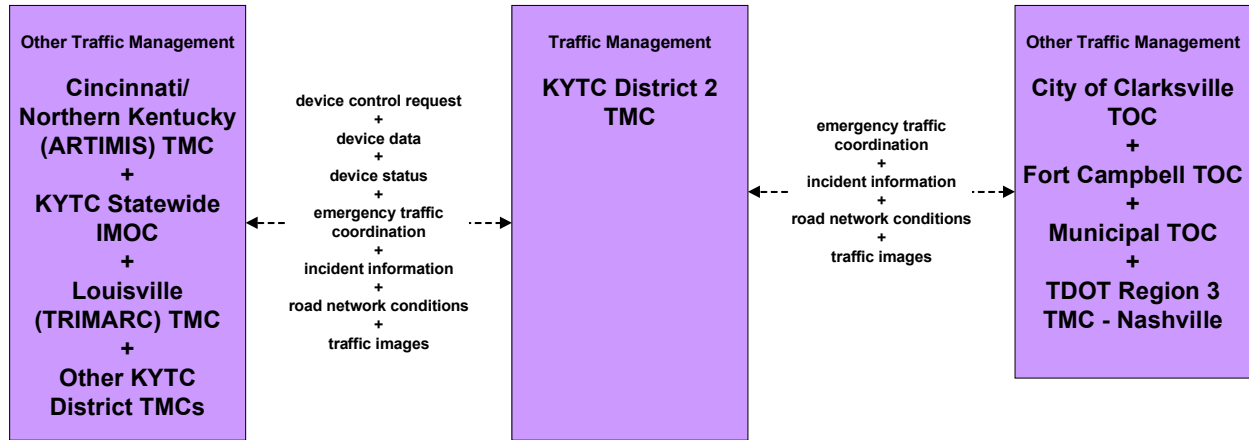 Other Traffic Management
Cincinnati/
Northern Kentucky
(ARTIMIS) TMC
+
KYTC Statewide
IMOC
+
Louisville
(TRIMARC) TMC
+
Other KYTC
District TMCs
device control request
+
device data
+
device status
+
emergency traffic
coordination
+
incident information
+
road network conditions
+
traffic images
Traffic Management
KYTC District 2
TMC
emergency traffic
coordination
+
incident information
+
road network conditions
+
traffic images
Other Traffic Management
City of Clarksville
TOC
+
Fort Campbell TOC
+
Municipal TOC
+
TDOT Region 3
TMC - Nashville